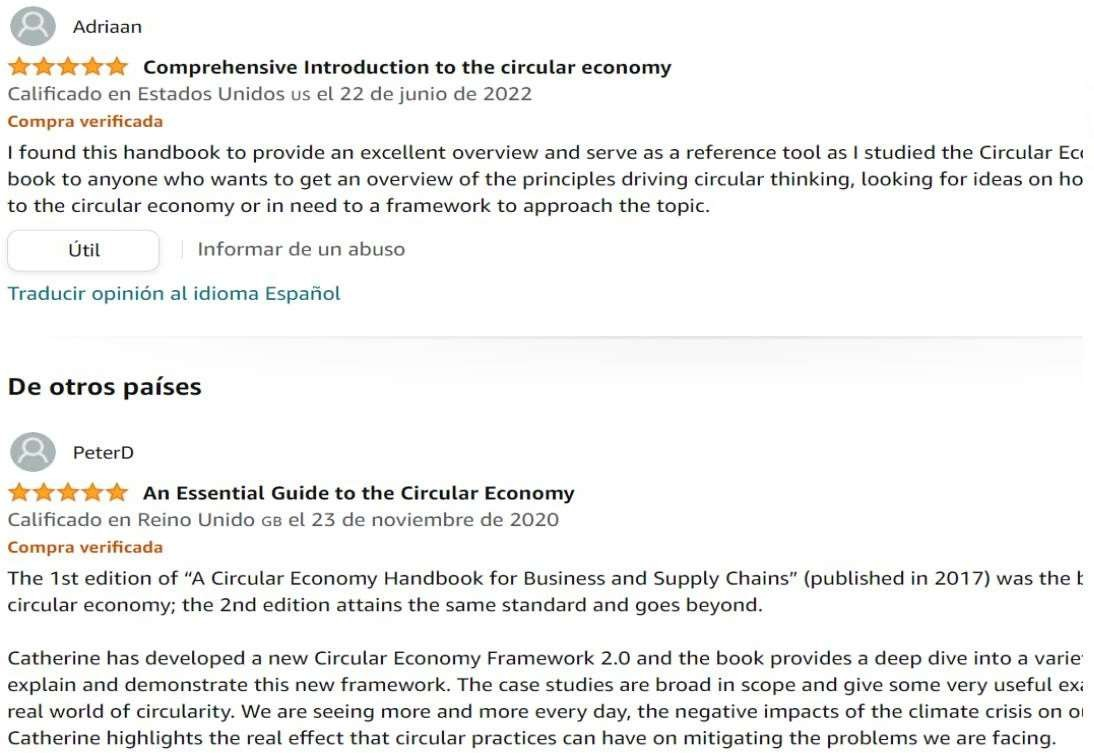 Adriaan
Comprehensive Introduction to the circular economy
Calificado en Estados Unidos US el 22 de junio de 2022
Compra verificada
I found this handbook to provide an excellent overview and serve as a reference tool as I studied the Circular
book to anyone who wants to get an overview of the principles driving circular thinking, looking for ideas on
to the circular economy or in need to a framework to approach the topic.
Útil
Informar de un abuso
Traducir opinión al idioma Español
De otros países
PeterD
An Essential Guide to the Circular Economy
Calificado en Reino Unido GB el 23 de noviembre de 2020
Compra verificada
The 1st edition of “A Circular Economy Handbook for Business and Supply Chains” (published in 2017) was the
circular economy; the 2nd edition attains the same standard and goes beyond.
Catherine has developed a new Circular Economy Framework 2.0 and the book provides a deep dive into a
explain and demonstrate this new framework. The case studies are broad in scope and give some very useful
real world of circularity. We are seeing more and more every day, the negative impacts of the climate crisis on
Catherine highlights the real effect that circular practices can have on mitigating the problems we are facing.